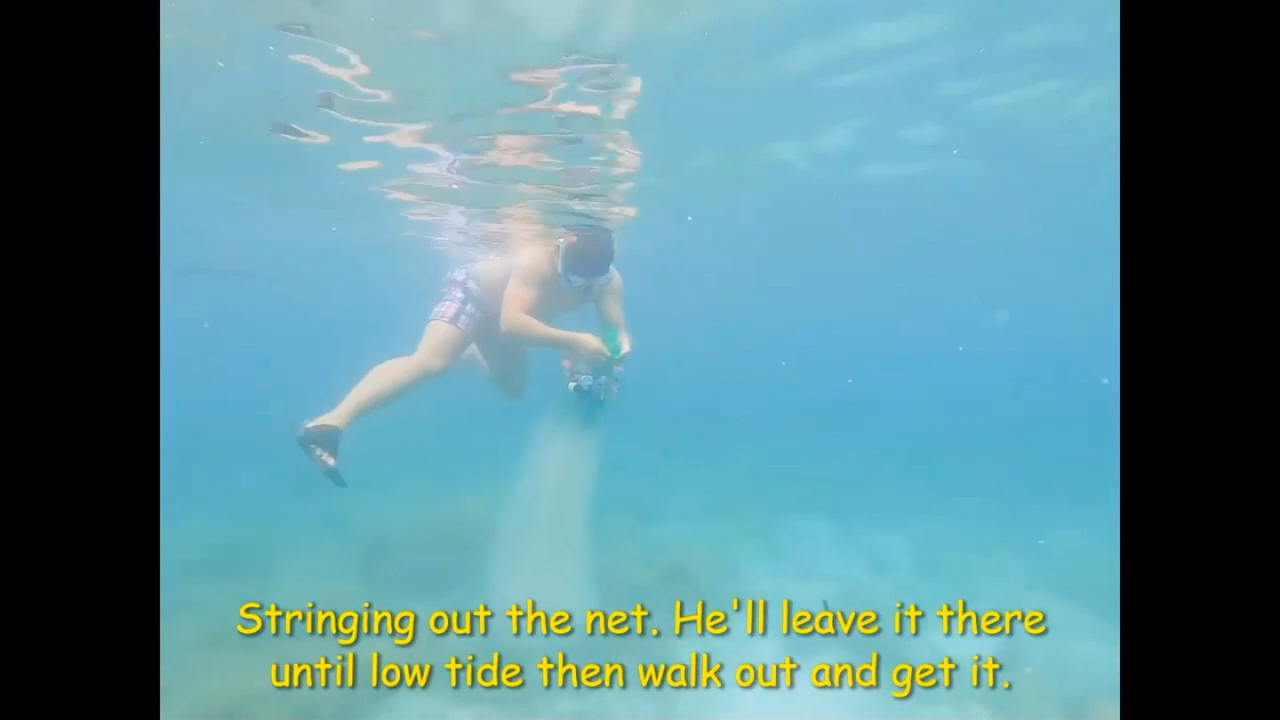 Stringing out the net. He'll leave it there
until low tide then walk out and get it.